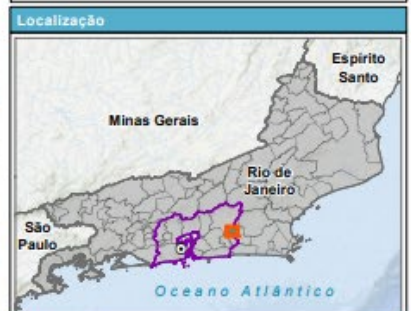 Localização
Espírito
Santo
Minas Gerais
Rio de
Janeiro
São
Paulo
Oceano Atlântico